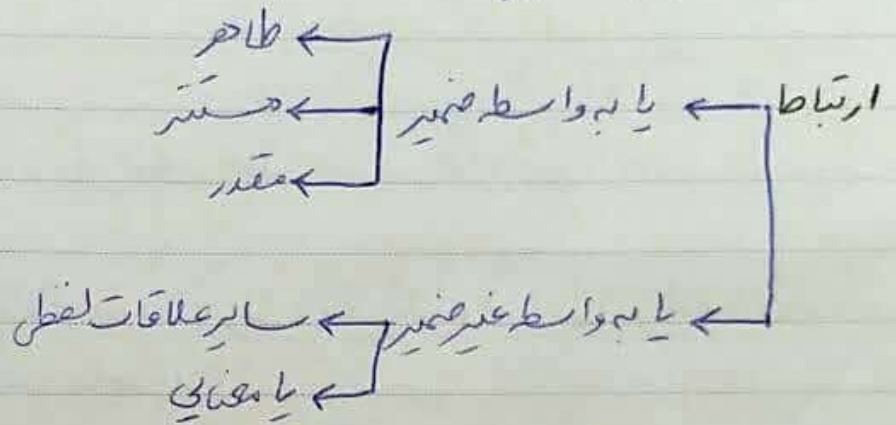 ارتباط
یا به واسطه ضمیر
ظاهر
مستتر
مقدر
یا به واسطه غیر ضمیر
سایر علاقات لفظی
یا معنایی